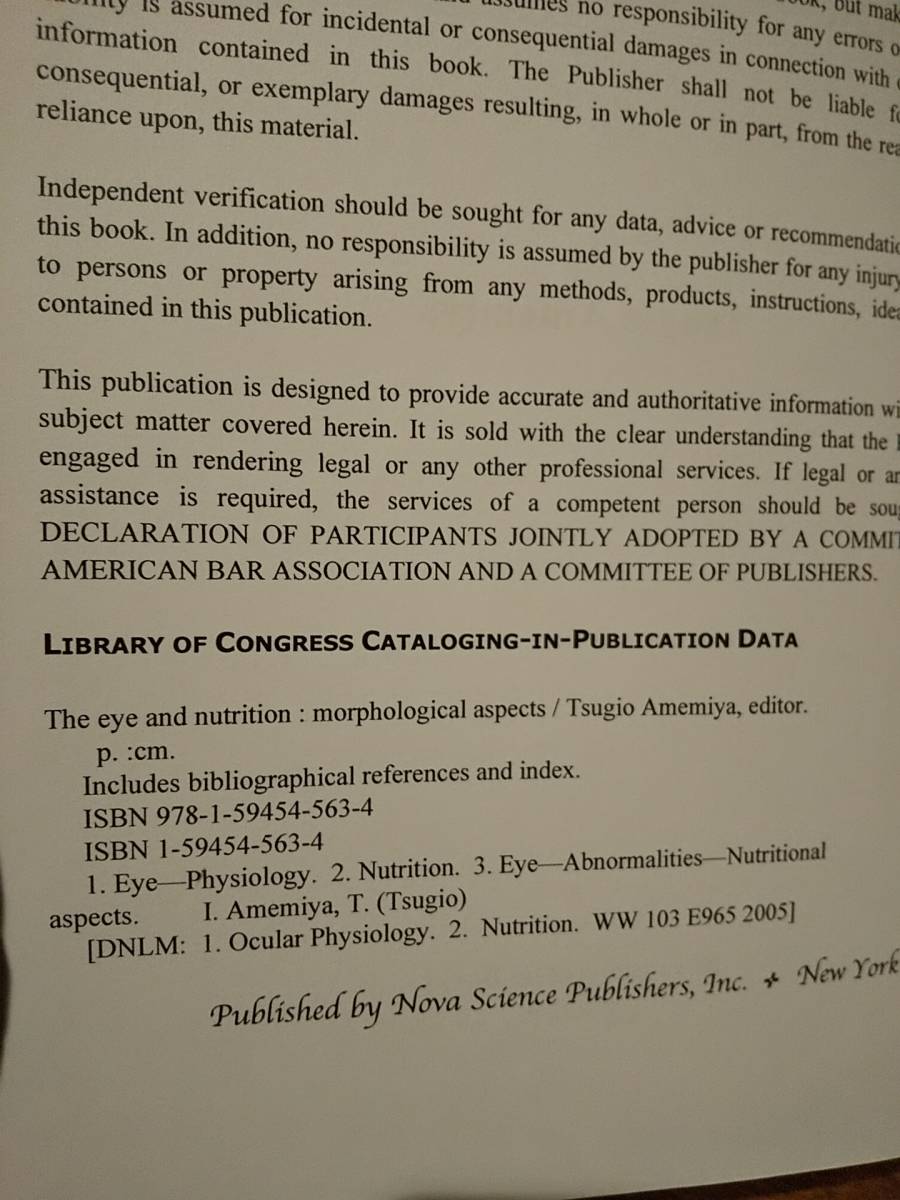 is assumed for incidental or consequential damages in connection with
information contained in this book. The Publisher shall not be liable
consequential, or exemplary damages resulting, in whole or in part, from the
reliance upon, this material.
Independent verification should be sought for any data, advice or
this book. In addition, no responsibility is assumed by the publisher for any injury
to persons or property arising from any methods, products, instructions,
contained in this publication.
This publication is designed to provide accurate and authoritative information
subject matter covered herein. It is sold with the clear understanding that the
engaged in rendering legal or any other professional services. If legal or
assistance is required, the services of a competent person should be
DECLARATION OF PARTICIPANTS JOINTLY ADOPTED BY A
AMERICAN BAR ASSOCIATION AND A COMMITTEE OF PUBLISHERS.
LIBRARY OF CONGRESS CATALOGING-IN-PUBLICATION DATA
The eye and nutrition : morphological aspects / Tsugio Amemiya, editor.
p. :cm.
Includes bibliographical references and index.
ISBN 978-1-59454-563-4
ISBN 1-59454-563-4
1. Eye—Physiology. 2. Nutrition. 3. Eye—Abnormalities—Nutritional
aspects. I. Amemiya, T. (Tsugio)
[DNLM: 1. Ocular Physiology. 2. Nutrition. WW 103 E965 2005]
Published by Nova Science Publishers, Inc. ✦ New York